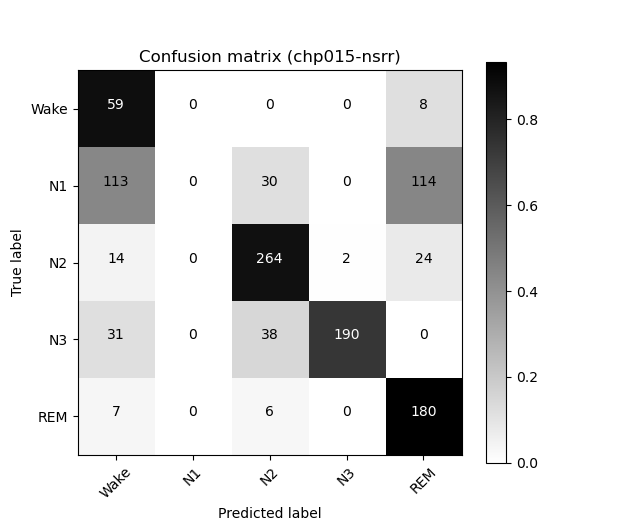 Confusion matrix (chp015-nsrr)
Wake 59 0 0 0 8
N1 113 0 30 0 114
N2 14 0 264 2 24
N3 31 0 38 190 0
REM 7 0 6 0 180
Wake N1 N2 N3 REM
Predicted label
True label
0.8
0.6
0.4
0.2
0.0